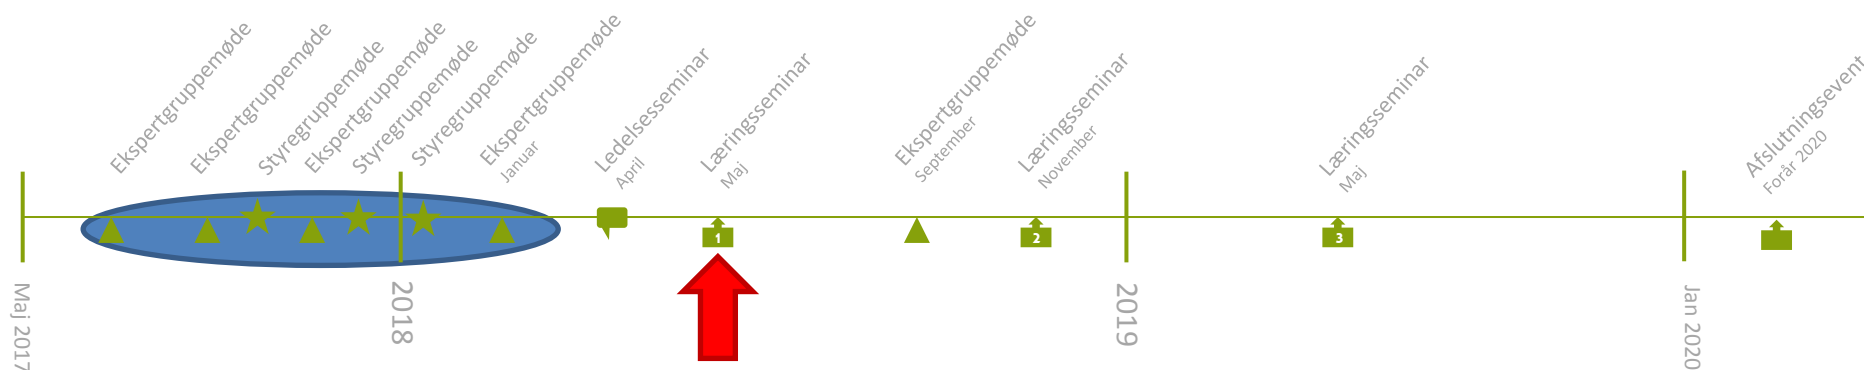 Ekspertgruppemøde
Ekspertgruppemøde
Styregruppemøde
Ekspertgruppemøde
Styregruppemøde
Styregruppemøde
Ekspertgruppemøde
Januar
Ledelsesseminar
April
Læringsseminar
Maj
Ekspertgruppemøde
September
Læringsseminar
November
Læringsseminar
Maj
Afslutningsevent
Forår 2020
1
2
3
Maj 2017
2018
2019
Jan 2020